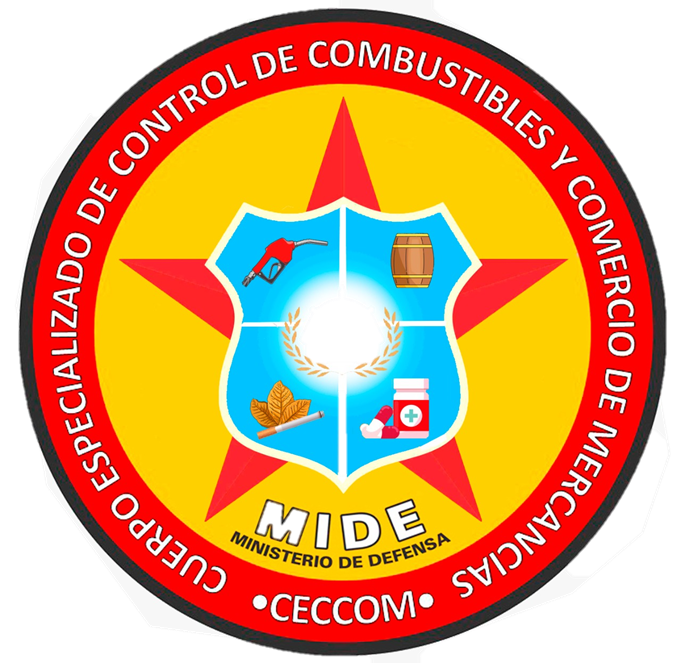 CUERPO ESPECIALIZADO DE CONTROL DE COMBUSTIBLES Y COMERCIO DE MERCANCIAS
MIDE
MINISTERIO DE DEFENSA
•CECCOM•